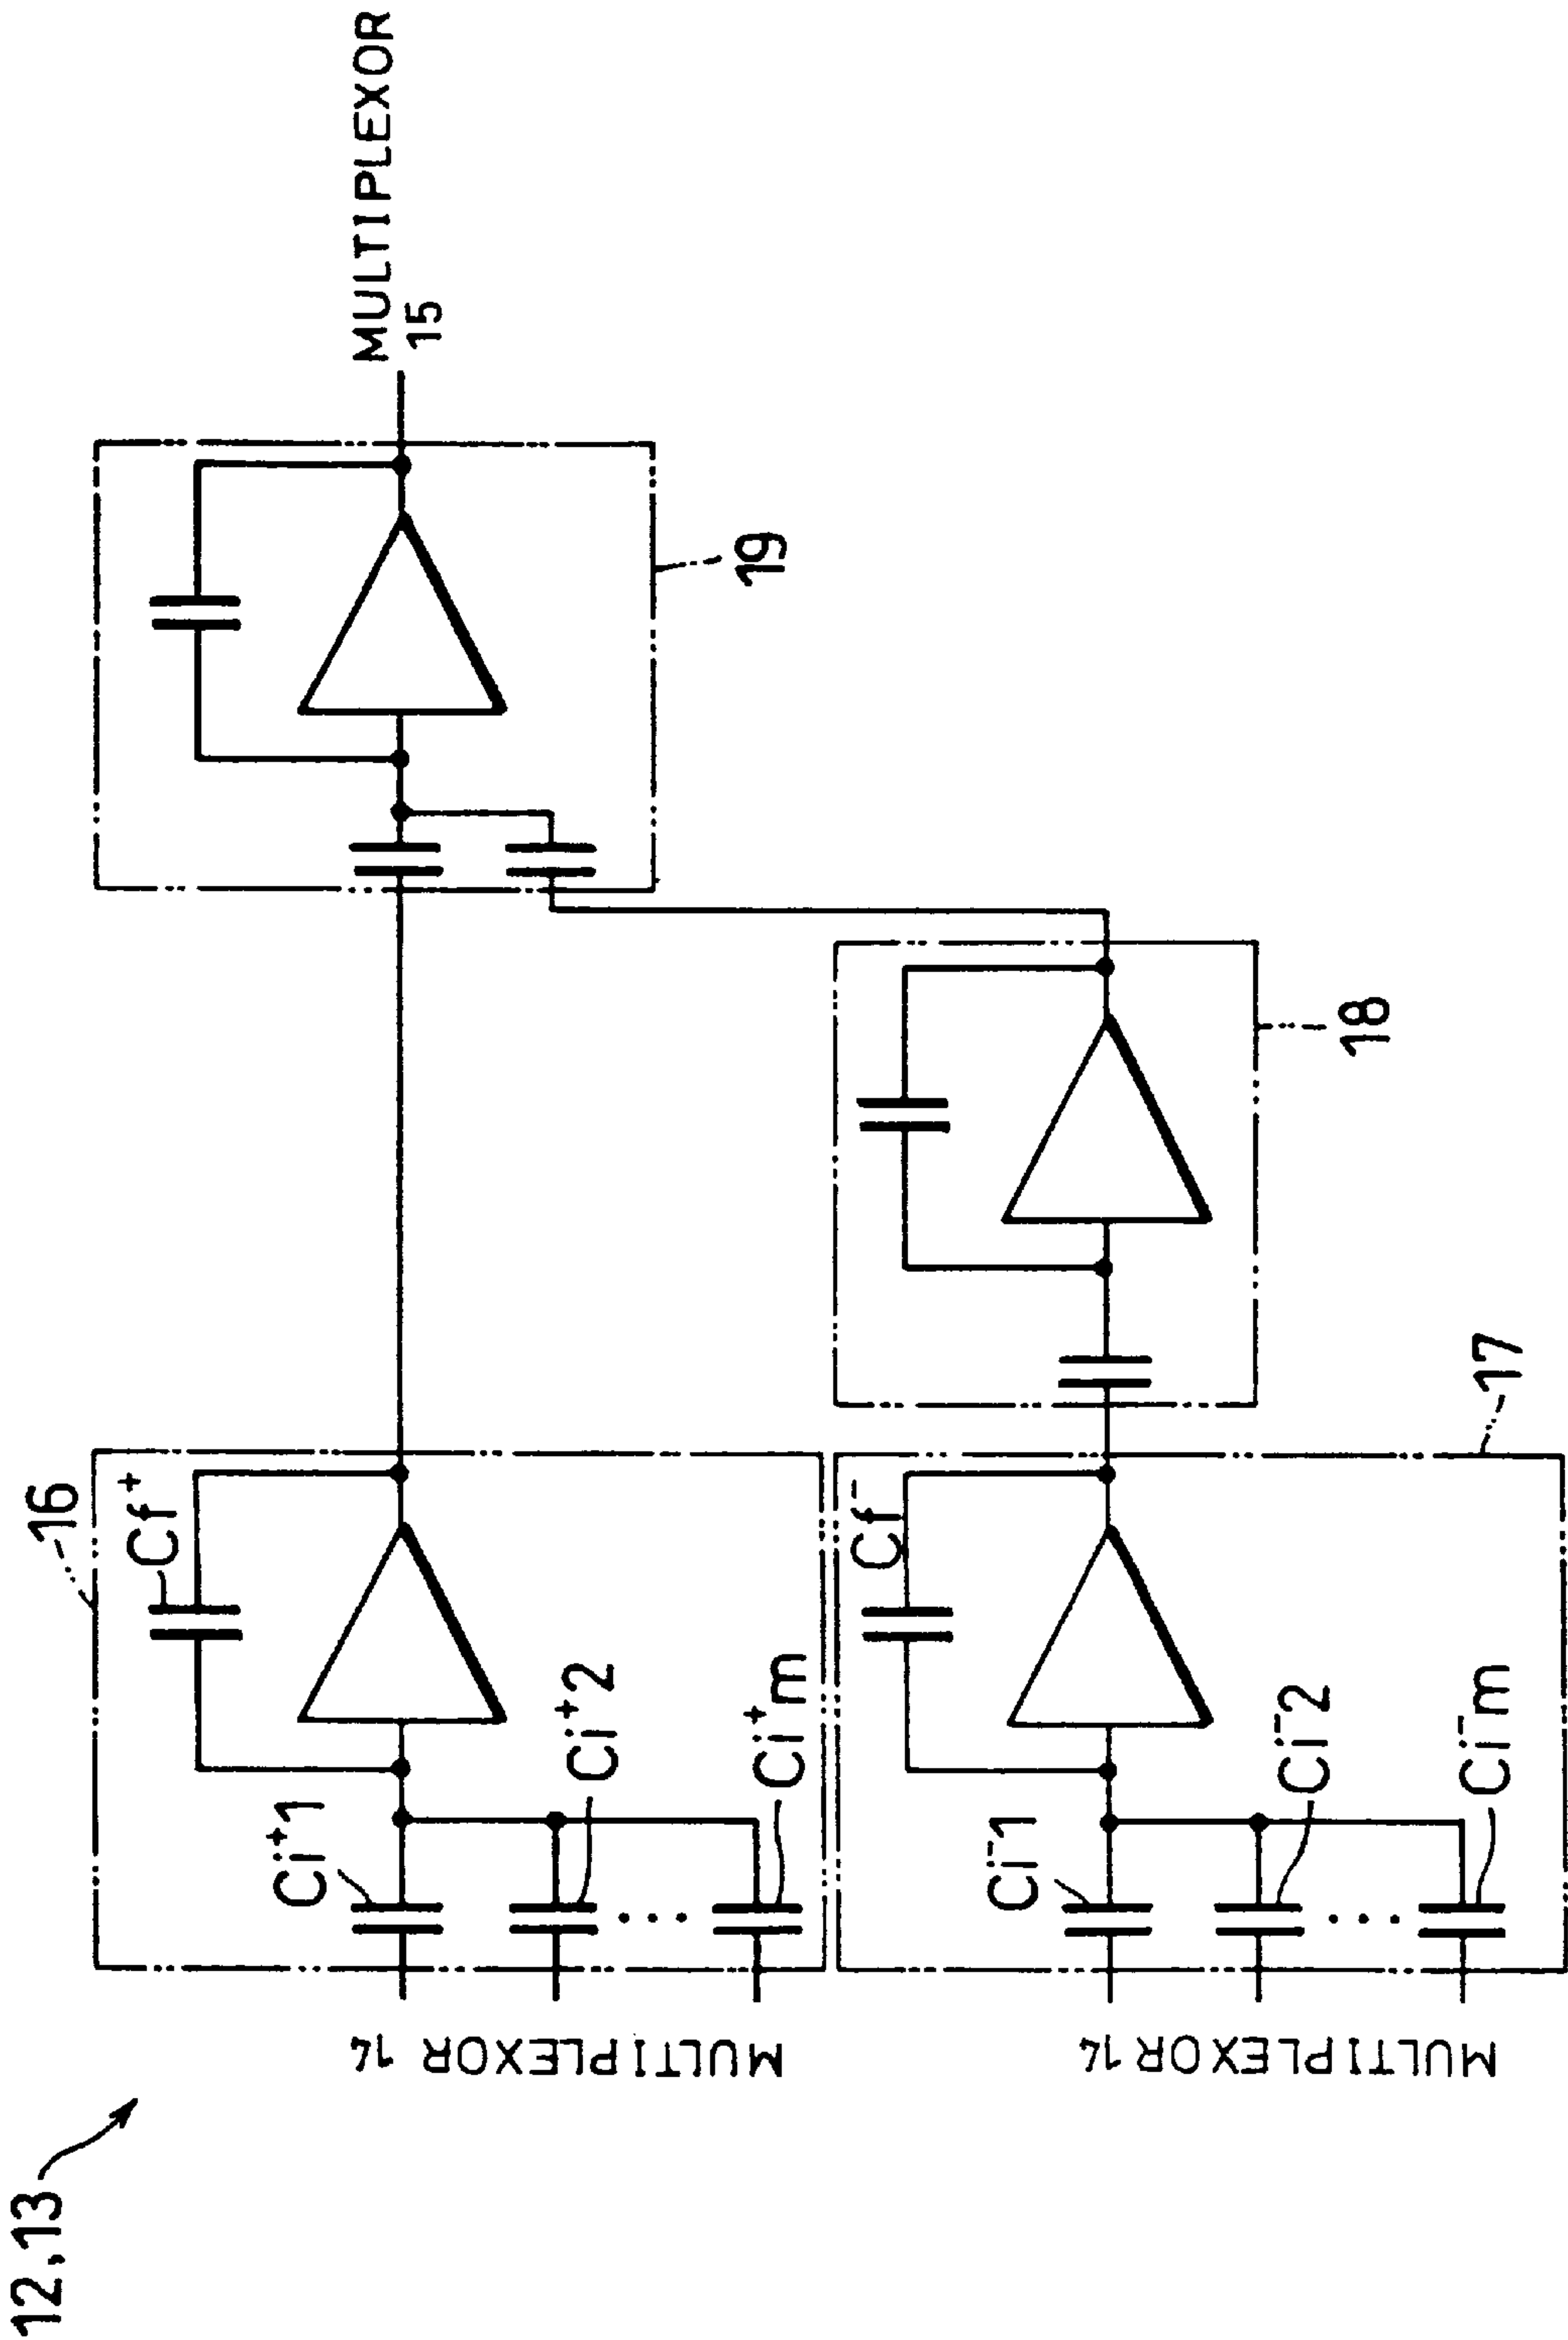 12,13
MULTIPLEXOR 14
Ci⁺1
Ci⁺2
Ci⁺m
Cf⁺
16
MULTIPLEXOR 14
Ci⁻1
Ci⁻2
Ci⁻m
Cf⁻
17
18
19
MULTIPLEXOR
15